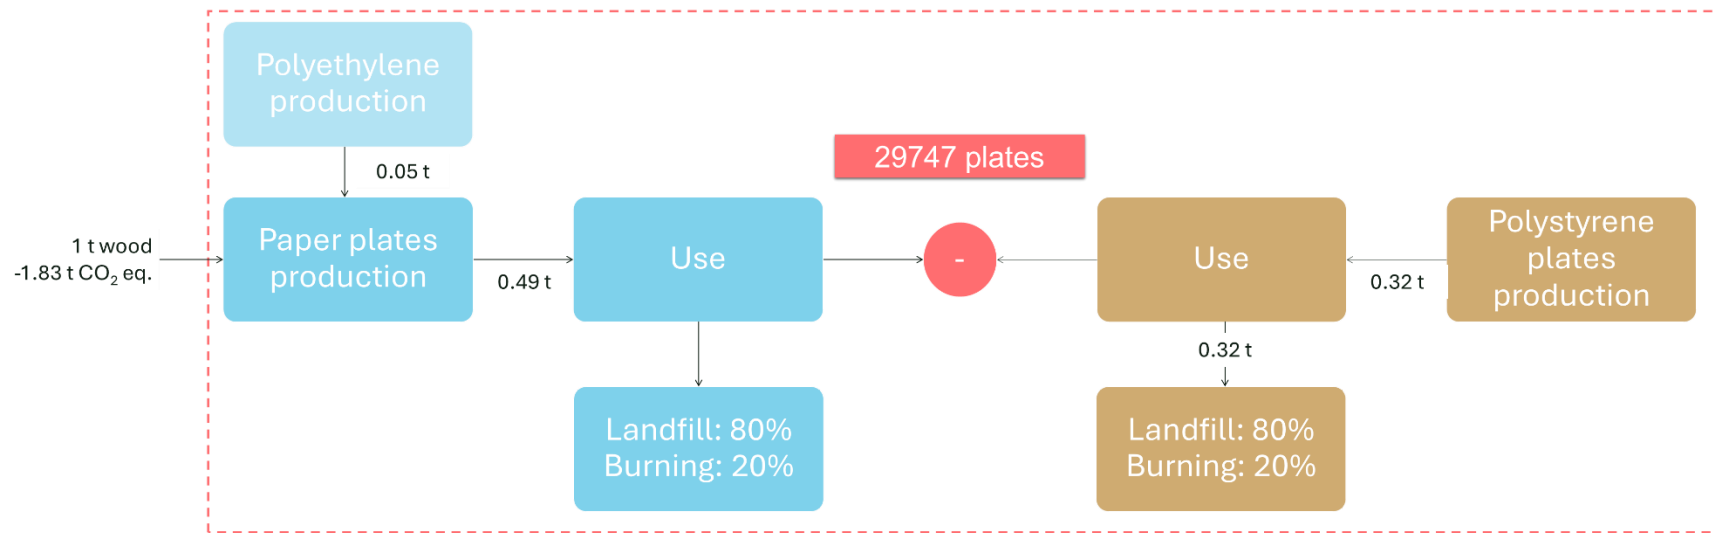 Polyethylene
production
0.05 t
29747 plates
1 t wood
-1.83 t CO₂ eq.
Paper plates
production
0.49 t
Use
-
Use
0.32 t
Polystyrene
plates
production
0.32 t
Landfill: 80%
Burning: 20%
Landfill: 80%
Burning: 20%